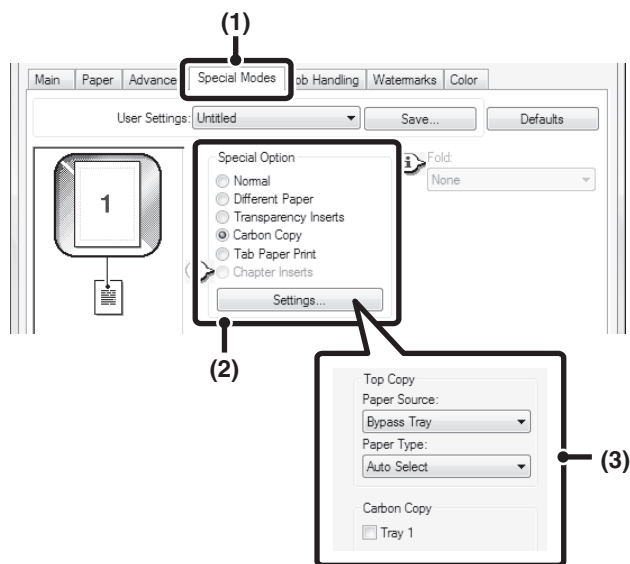 (1)
Main Paper Advance Special Modes ob Handling Watermarks Color
User Settings: Untitled Save... Defaults
Special Option
Fold:
Normal
None
Different Paper
1
Transparency Inserts
Carbon Copy
Tab Paper Print
Chapter Inserts
Settings...
(2)
Top Copy
Paper Source:
Bypass Tray
Paper Type:
Auto Select
(3)
Carbon Copy
Tray 1